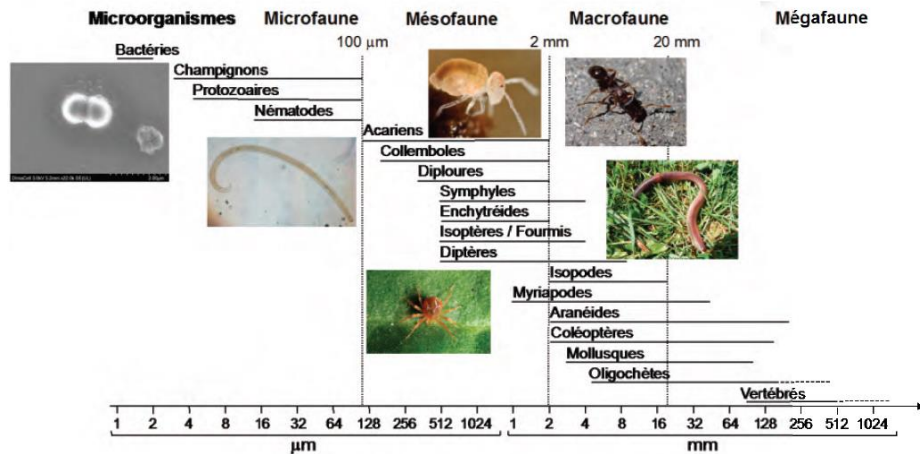 Microorganismes Microfaune Mésofaune Macrofaune Mégafaune
100 µm 2 mm 20 mm
Bactéries
Champignons
Protozoaires
Nématodes
Acariens
Collemboles
Diploures
Symphyles
Enchytréides
Isoptères / Fourmis
Diptères
Isopodes
Myriapodes
Aranéides
Coléoptères
Mollusques
Oligochètes
Vertébrés
1 2 4 8 16 32 64 128 256 512 1024 1 2 4 8 16 32 64 128 256 512 1024
µm mm